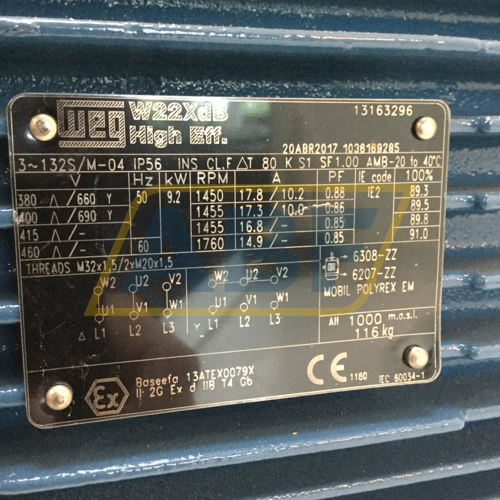 WEG W22Xdb 13163296
High Eff.
20ABR2017 1038169285
3~132S/M-04 IP56 INS CL.F ΔT 80 K S1 SF1.00 AMB-20 to 40°C
V Hz kW RPM A PF IE code 100%
380 Δ/660 Y 50 9.2 1450 17.8/10.2 0.88 IE2 89.3
400 Δ/690 Y 1455 17.3/10.0 0.86 89.5
415 Δ/- 1455 16.8/- 0.85 89.8
460 Δ/- 60 1760 14.9/- 0.85 91.0
THREADS M32x1,5/2xM20x1,5
6308-ZZ
6207-ZZ
MOBIL POLYREX EM
W2 U2 V2 W2 U2 V2
U1 V1 W1 U1 V1 W1
Δ L1 L2 L3 Y L1 L2 L3
Alt 1000 m.a.s.l.
116kg
Ex Baseefa 13ATEX0079X
II 2G Ex d IIB T4 Gb
CE 1180 IEC 60034-1
ABF